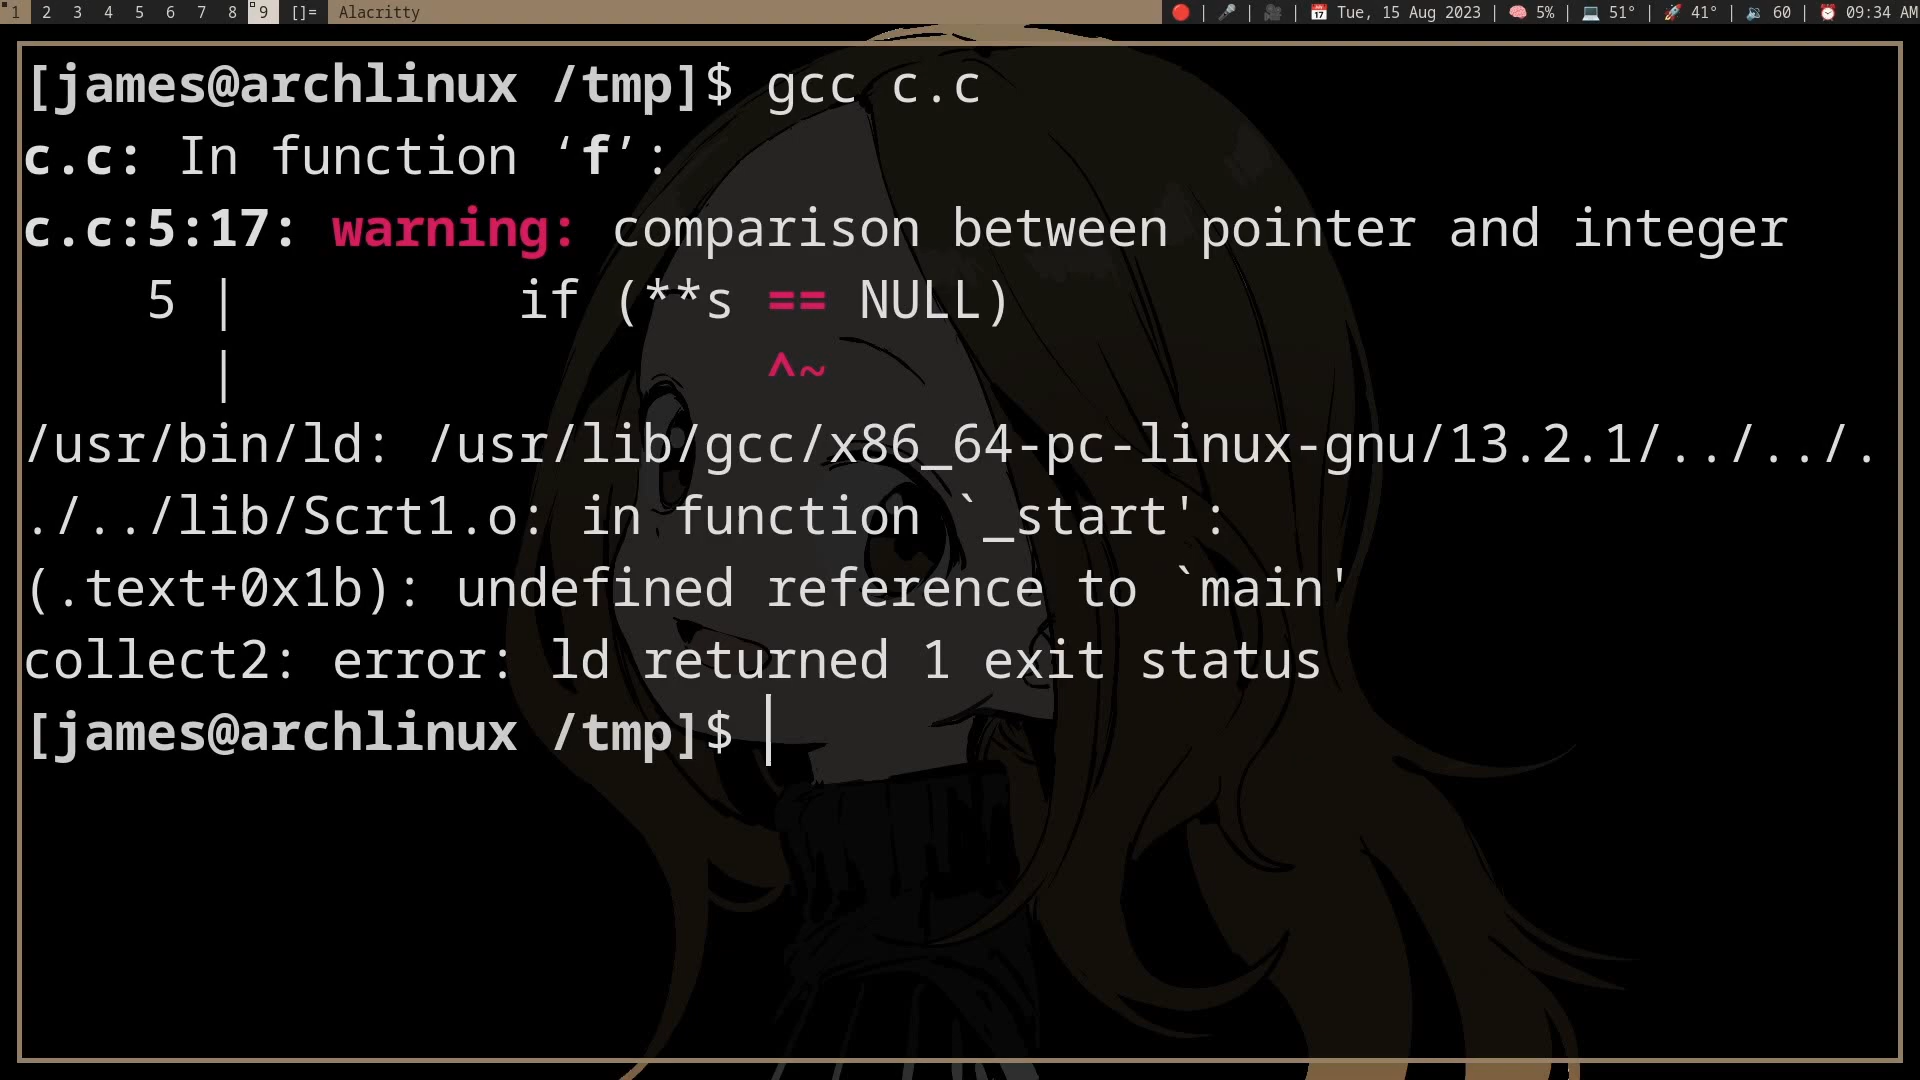 1 2 3 4 5 6 7 8 9 []= Alacritty | | | Tue, 15 Aug 2023 | 5% | 51° | 41° | 60 | 09:34 AM
[james@archlinux /tmp]$ gcc c.c
c.c: In function ‘f’:
c.c:5:17: warning: comparison between pointer and integer
    5 |         if (**s == NULL)
      |                 ^~
/usr/bin/ld: /usr/lib/gcc/x86_64-pc-linux-gnu/13.2.1/../../.
./../lib/Scrt1.o: in function `_start':
(.text+0x1b): undefined reference to `main'
collect2: error: ld returned 1 exit status
[james@archlinux /tmp]$